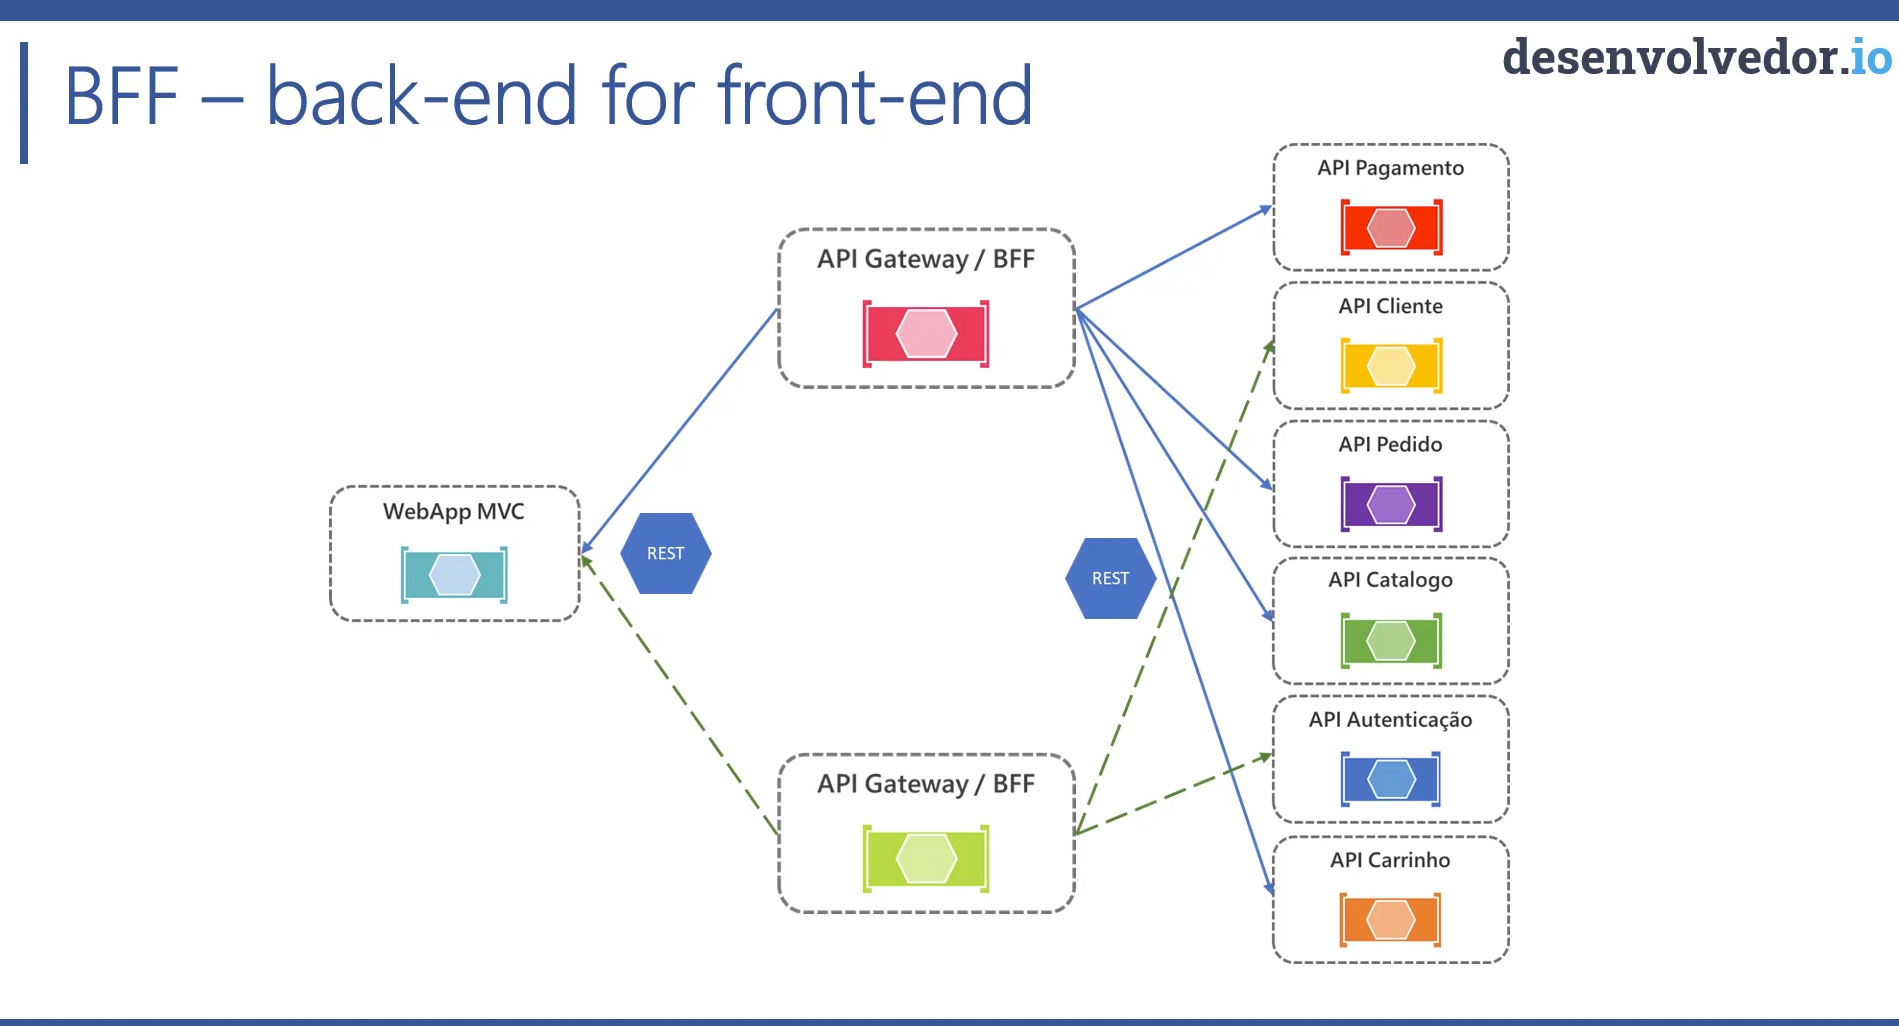 desenvolvedor.io
BFF – back-end for front-end
API Pagamento
API Gateway / BFF
API Cliente
API Pedido
WebApp MVC
REST
REST
API Catalogo
API Autenticação
API Gateway / BFF
API Carrinho